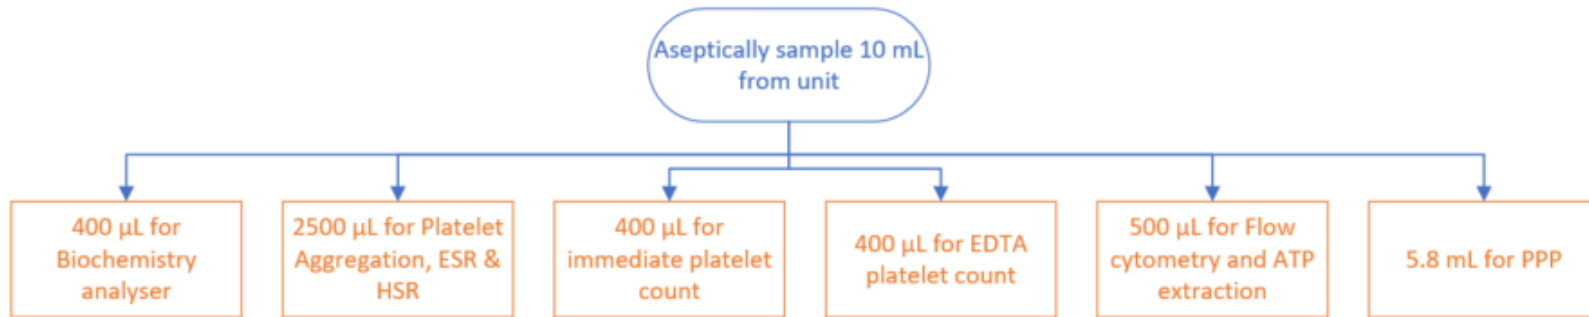 Aseptically sample 10 mL
from unit
400 µL for
Biochemistry
analyser
2500 µL for Platelet
Aggregation, ESR &
HSR
400 µL for
immediate platelet
count
400 µL for EDTA
platelet count
500 µL for Flow
cytometry and ATP
extraction
5.8 mL for PPP